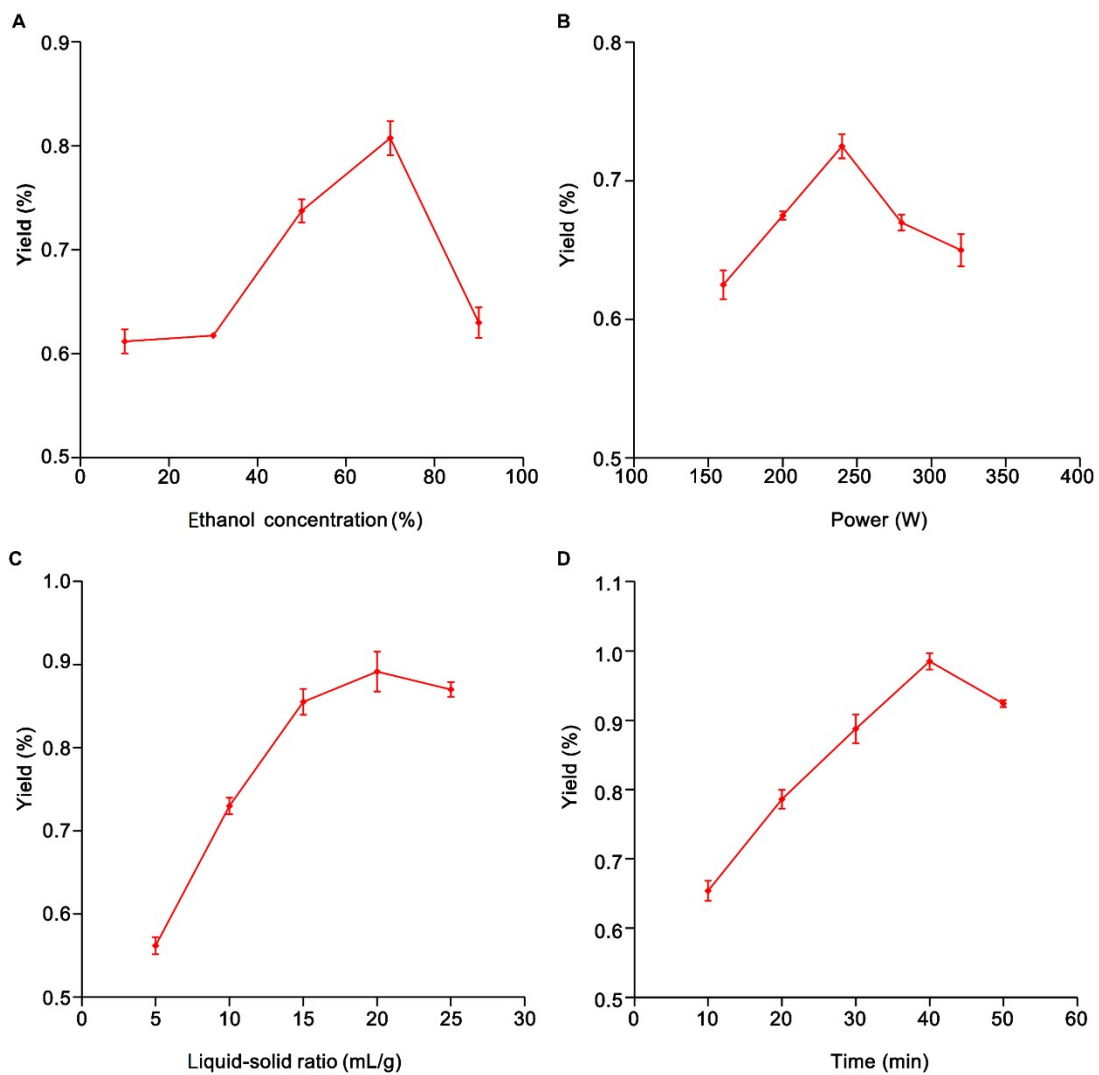 A
0.9
0.8
0.7
0.6
0.5
Yield (%)
0 20 40 60 80 100
Ethanol concentration (%)
B
0.8
0.7
0.6
0.5
Yield (%)
100 150 200 250 300 350 400
Power (W)
C
1.0
0.9
0.8
0.7
0.6
0.5
Yield (%)
0 5 10 15 20 25 30
Liquid-solid ratio (mL/g)
D
1.1
1.0
0.9
0.8
0.7
0.6
0.5
Yield (%)
0 10 20 30 40 50 60
Time (min)